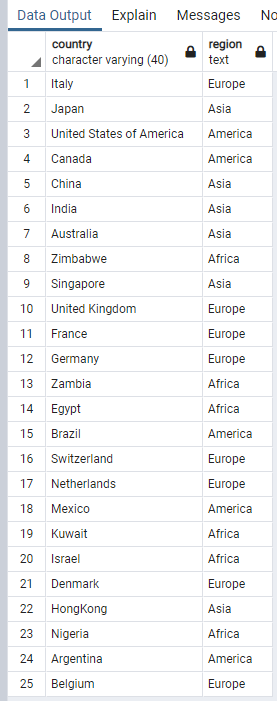 Data Output Explain Messages No
country region
character varying (40) text
1 Italy Europe
2 Japan Asia
3 United States of America America
4 Canada America
5 China Asia
6 India Asia
7 Australia Asia
8 Zimbabwe Africa
9 Singapore Asia
10 United Kingdom Europe
11 France Europe
12 Germany Europe
13 Zambia Africa
14 Egypt Africa
15 Brazil America
16 Switzerland Europe
17 Netherlands Europe
18 Mexico America
19 Kuwait Africa
20 Israel Africa
21 Denmark Europe
22 HongKong Asia
23 Nigeria Africa
24 Argentina America
25 Belgium Europe